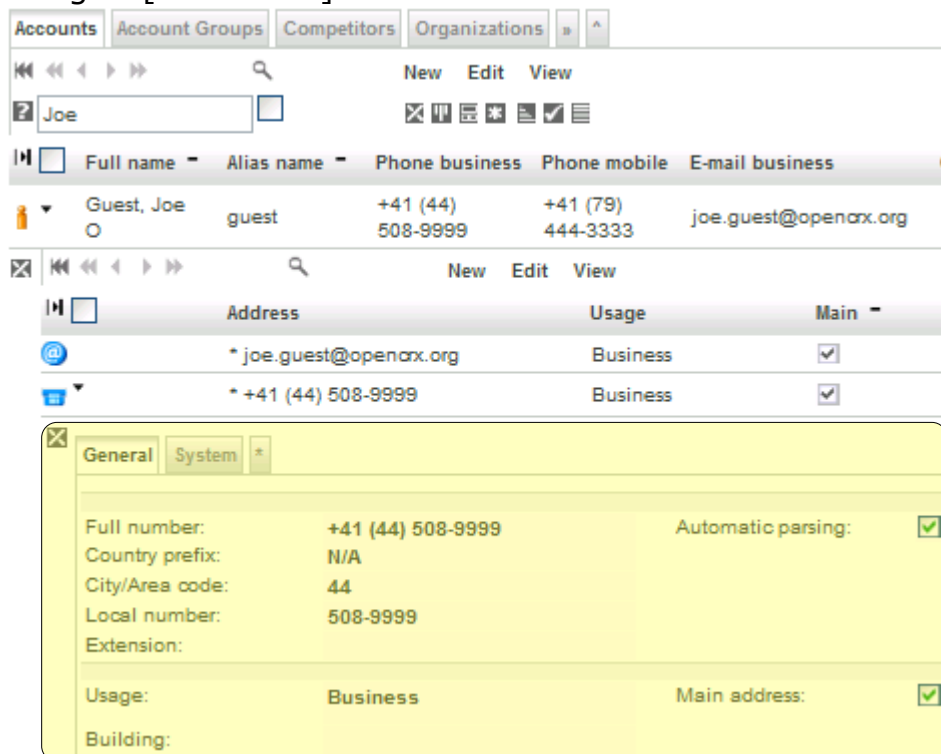 Accounts Account Groups Competitors Organizations » ^
New Edit View
? Joe
Full name Alias name Phone business Phone mobile E-mail business
Guest, Joe O guest +41 (44) 508-9999 +41 (79) 444-3333 joe.guest@opencrx.org
New Edit View
Address Usage Main
@ * joe.guest@opencrx.org Business
* +41 (44) 508-9999 Business
General System *
Full number: +41 (44) 508-9999 Automatic parsing:
Country prefix: N/A
City/Area code: 44
Local number: 508-9999
Extension:
Usage: Business Main address:
Building: